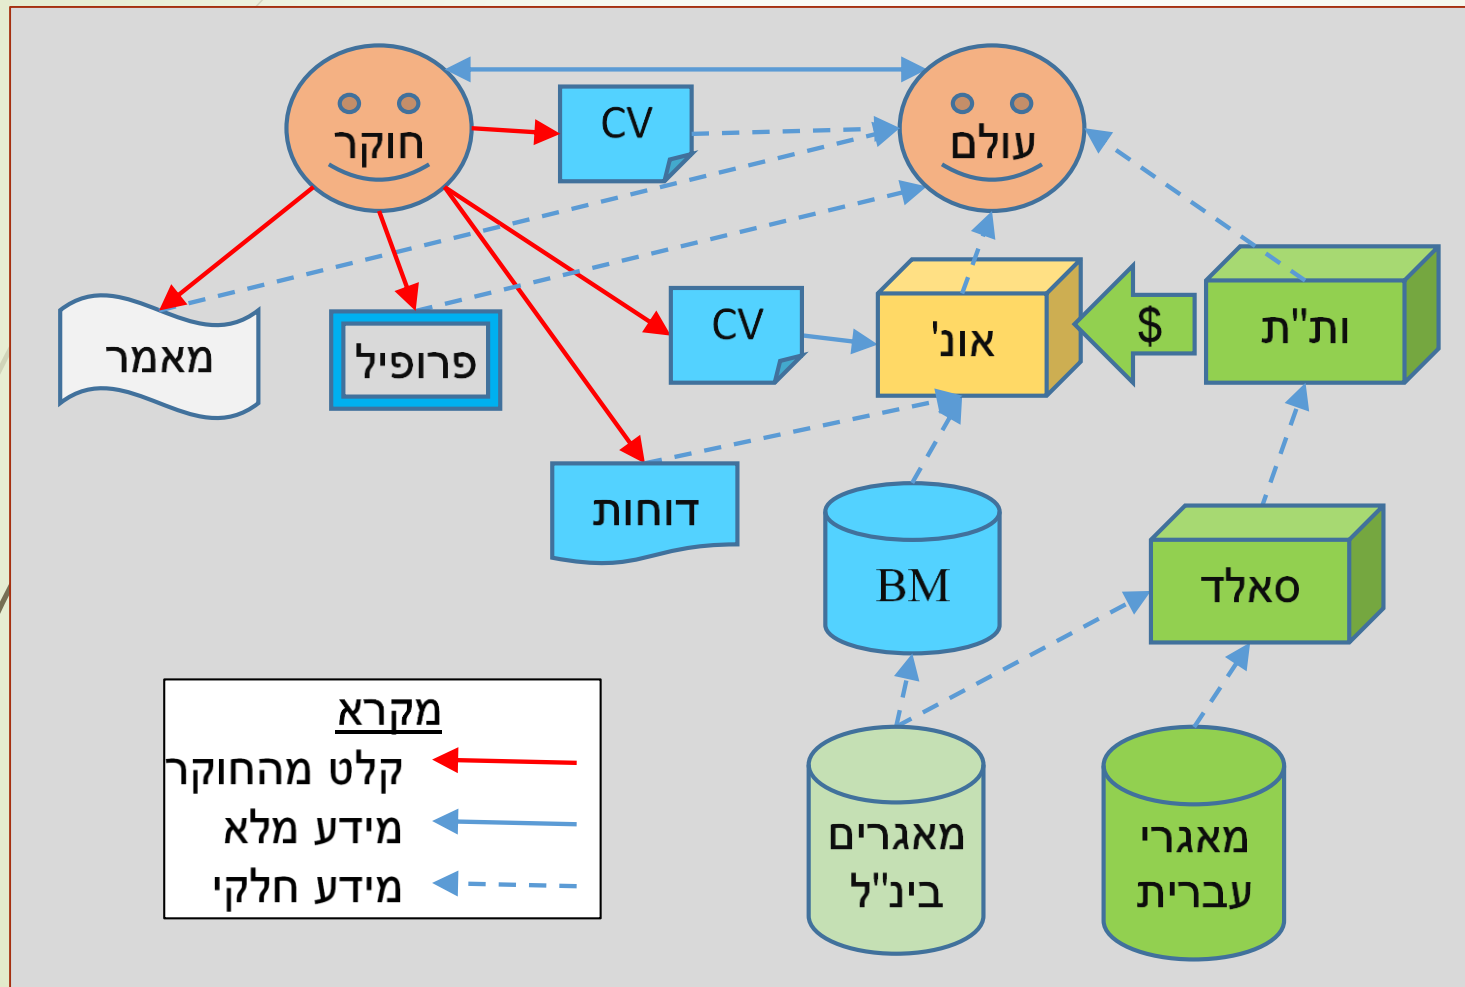 חוקר
CV
עולם
מאמר
פרופיל
CV
אונ'
$
ות"ת
דוחות
BM
סאלד
מאגרים
בינ"ל
מאגרי
עברית
מקרא
קלט מהחוקר
מידע מלא
מידע חלקי